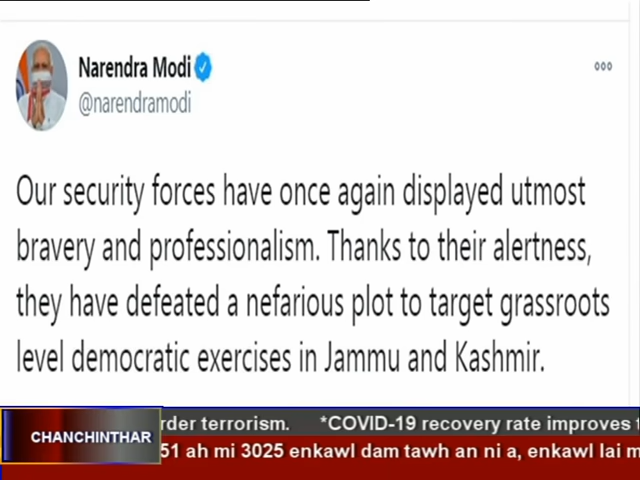 Narendra Modi
@narendramodi
Our security forces have once again displayed utmost
bravery and professionalism. Thanks to their alertness,
they have defeated a nefarious plot to target grassroots
level democratic exercises in Jammu and Kashmir.
rder terrorism. *COVID-19 recovery rate improves
CHANCHINTHAR
51 ah mi 3025 enkawl dam tawh an ni a, enkawl lai m